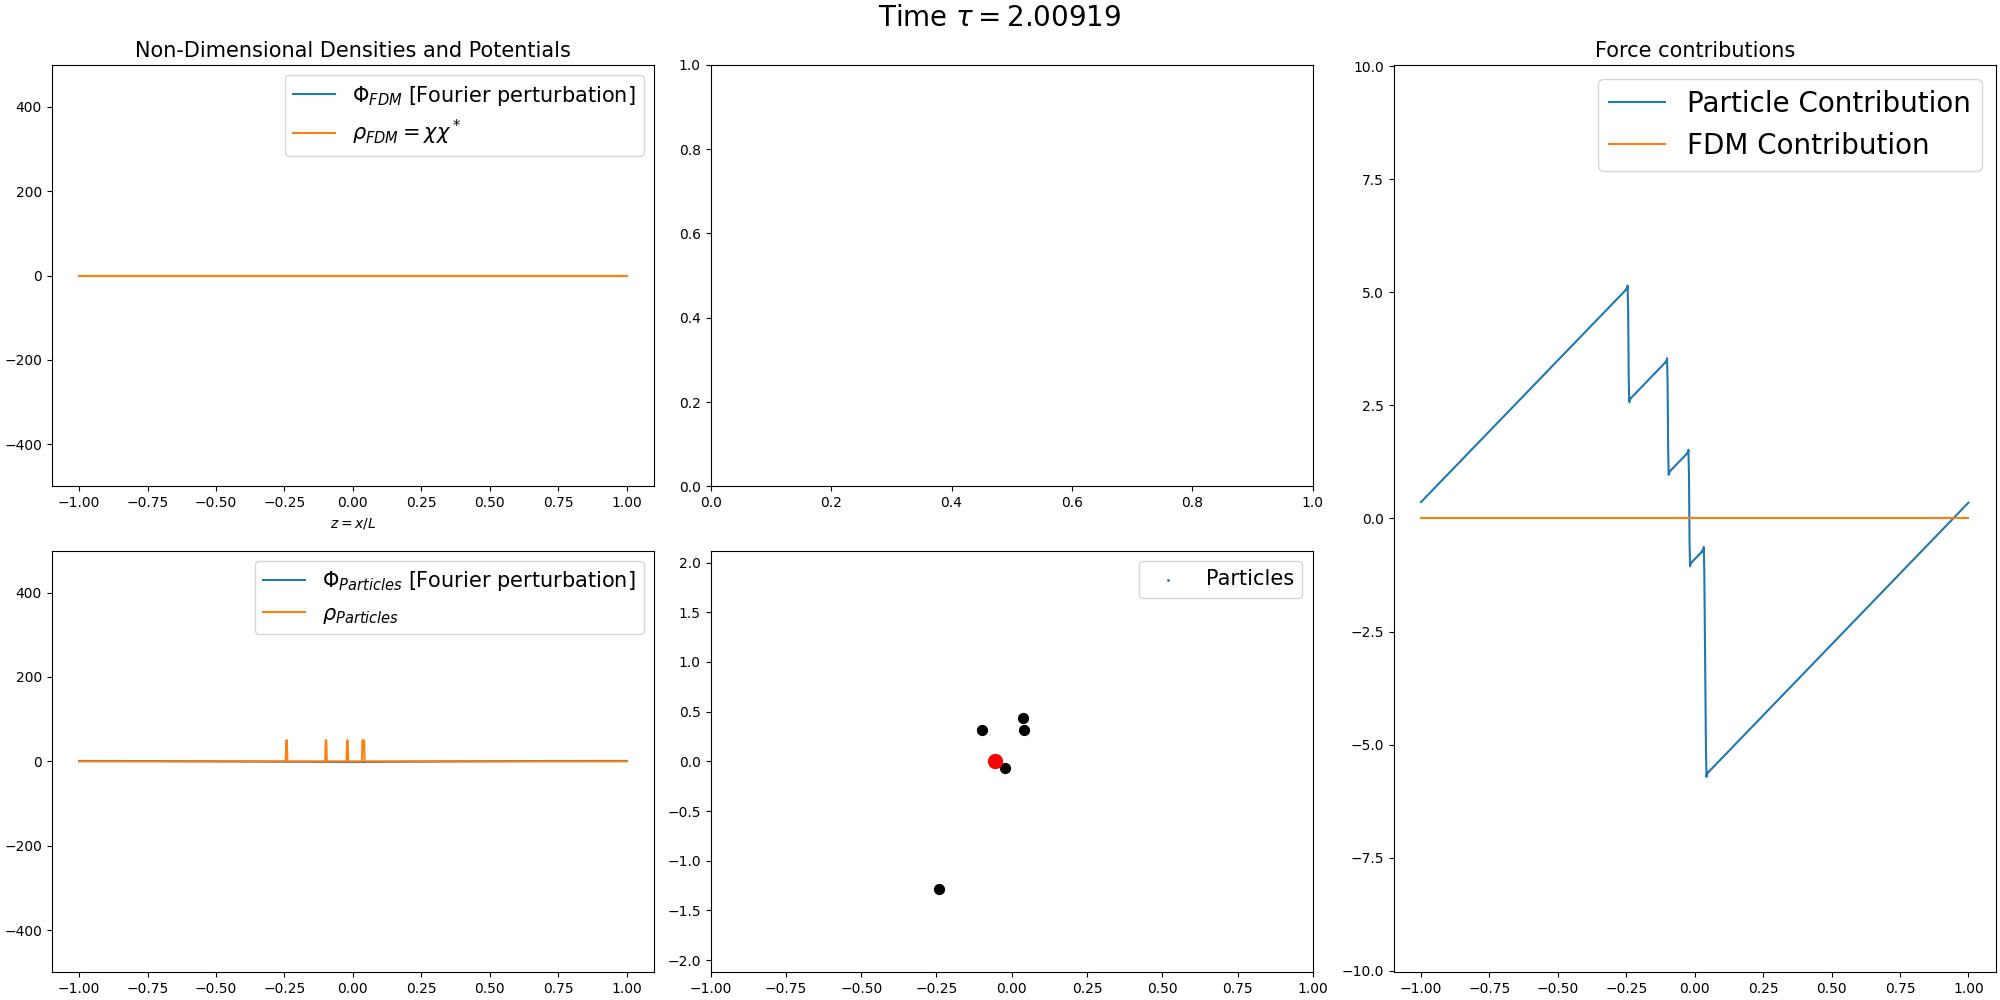 Time τ = 2.00919
Non-Dimensional Densities and Potentials
Φ_FDM [Fourier perturbation]
ρ_FDM = χχ*
400
200
0
−200
−400
−1.00 −0.75 −0.50 −0.25 0.00 0.25 0.50 0.75 1.00
z = x/L
1.0
0.8
0.6
0.4
0.2
0.0
0.0 0.2 0.4 0.6 0.8 1.0
Φ_Particles [Fourier perturbation]
ρ_Particles
400
200
0
−200
−400
−1.00 −0.75 −0.50 −0.25 0.00 0.25 0.50 0.75 1.00
Particles
2.0
1.5
1.0
0.5
0.0
−0.5
−1.0
−1.5
−2.0
−1.00 −0.75 −0.50 −0.25 0.00 0.25 0.50 0.75 1.00
Force contributions
Particle Contribution
FDM Contribution
10.0
7.5
5.0
2.5
0.0
−2.5
−5.0
−7.5
−10.0
−1.00 −0.75 −0.50 −0.25 0.00 0.25 0.50 0.75 1.00